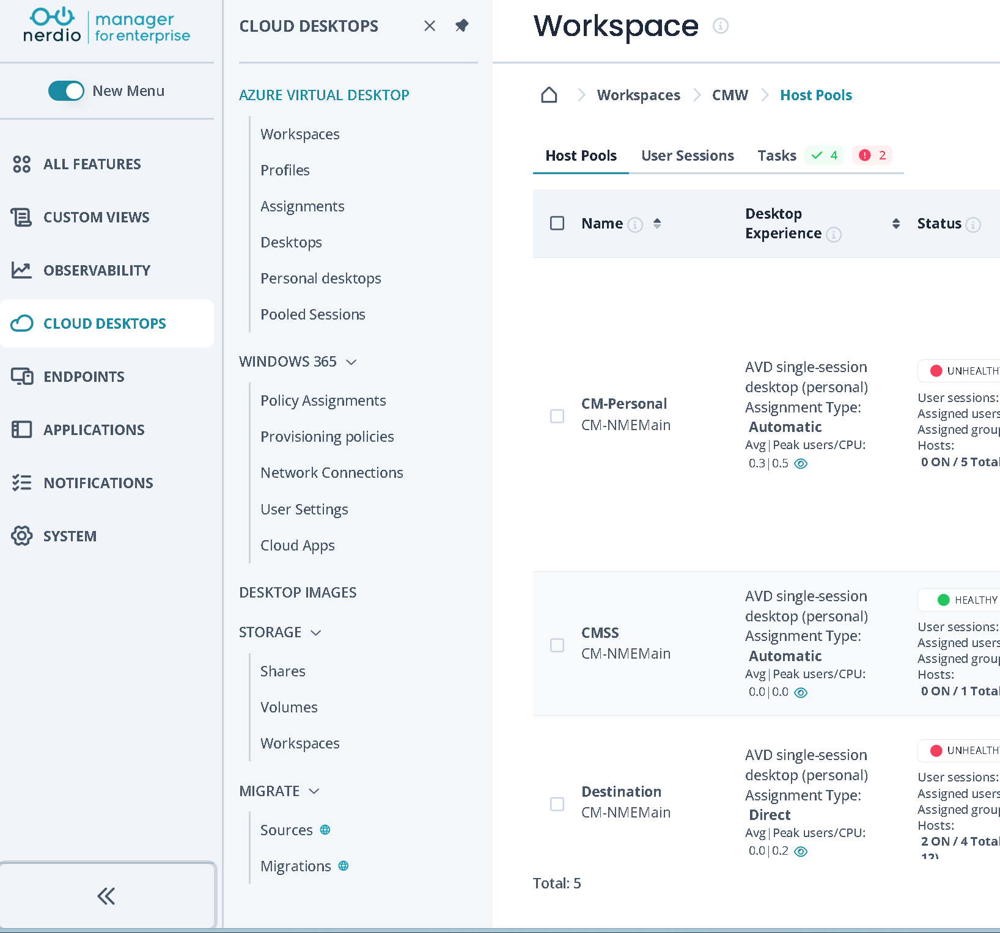 nerdio
manager
for enterprise
New Menu
ALL FEATURES
CUSTOM VIEWS
OBSERVABILITY
CLOUD DESKTOPS
ENDPOINTS
APPLICATIONS
NOTIFICATIONS
SYSTEM
CLOUD DESKTOPS
AZURE VIRTUAL DESKTOP
Workspaces
Profiles
Assignments
Desktops
Personal desktops
Pooled Sessions
WINDOWS 365
Policy Assignments
Provisioning policies
Network Connections
User Settings
Cloud Apps
DESKTOP IMAGES
STORAGE
Shares
Volumes
Workspaces
MIGRATE
Sources
Migrations
Workspace
Workspaces > CMW > Host Pools
Host Pools User Sessions Tasks 4 2
Name Desktop Experience Status
CM-Personal
CM-NMEMain
AVD single-session
desktop (personal)
Assignment Type:
Automatic
Avg|Peak users/CPU:
0.3|0.5
UNHEALTH
User sessions:
Assigned users
Assigned grou
Hosts:
0 ON / 5 Total
CMSS
CM-NMEMain
AVD single-session
desktop (personal)
Assignment Type:
Automatic
Avg|Peak users/CPU:
0.0|0.0
HEALTHY
User sessions:
Assigned users
Assigned grou
Hosts:
0 ON / 1 Total
Destination
CM-NMEMain
AVD single-session
desktop (personal)
Assignment Type:
Direct
Avg|Peak users/CPU:
0.0|0.2
UNHEALTH
User sessions:
Assigned users
Assigned grou
Hosts:
2 ON / 4 Total
12)
Total: 5